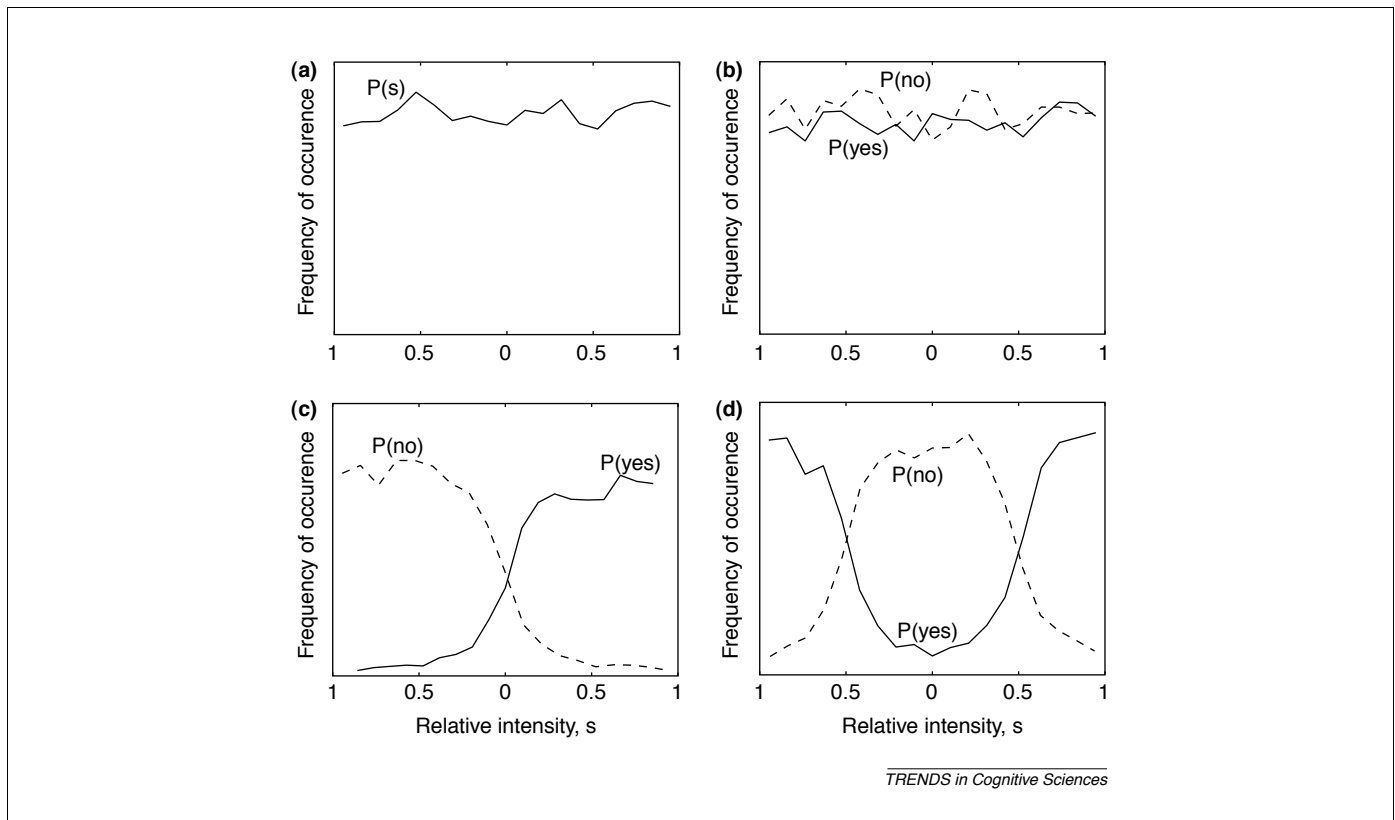 (a)
P(s)
Frequency of occurence
1 0.5 0 0.5 1
(b)
P(no)
P(yes)
Frequency of occurence
1 0.5 0 0.5 1
(c)
P(no)
P(yes)
Frequency of occurence
1 0.5 0 0.5 1
Relative intensity, s
(d)
P(no)
P(yes)
Frequency of occurence
1 0.5 0 0.5 1
Relative intensity, s
TRENDS in Cognitive Sciences